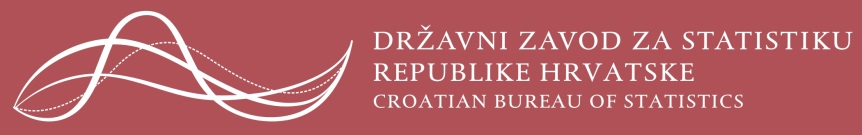 DRŽAVNI ZAVOD ZA STATISTIKU
REPUBLIKE HRVATSKE
CROATIAN BUREAU OF STATISTICS